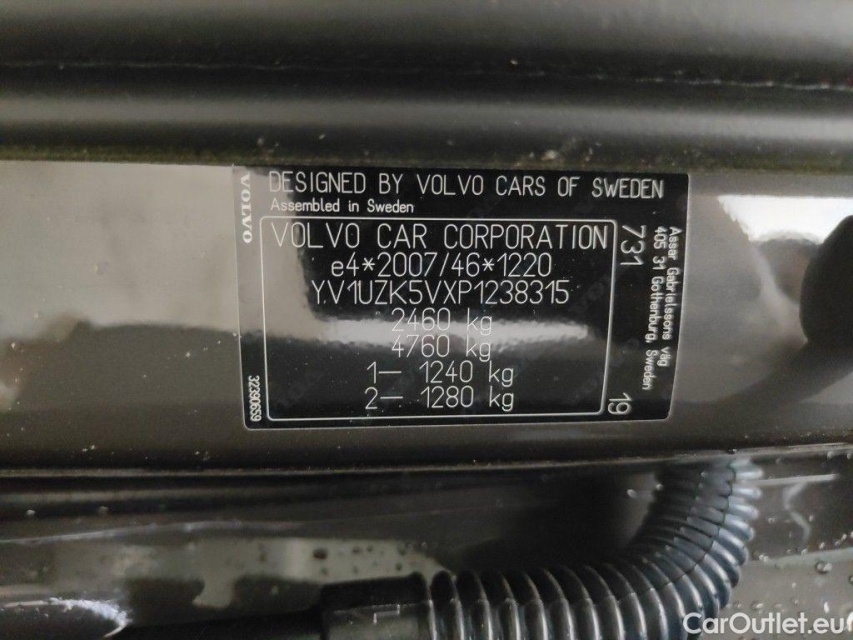 VOLVO
DESIGNED BY VOLVO CARS OF SWEDEN
Assembled in Sweden
VOLVO CAR CORPORATION
e4*2007/46*1220
YV1UZK5VXP1238315
2460 kg
4760 kg
1– 1240 kg
2– 1280 kg
731
19
Assar Gabrielssons väg
405 31 Gothenburg, Sweden
32390659
CarOutlet.eu